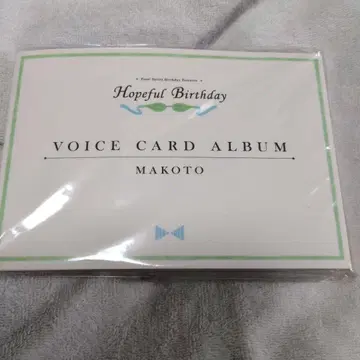 Hopeful Birthday
VOICE CARD ALBUM
MAKOTO